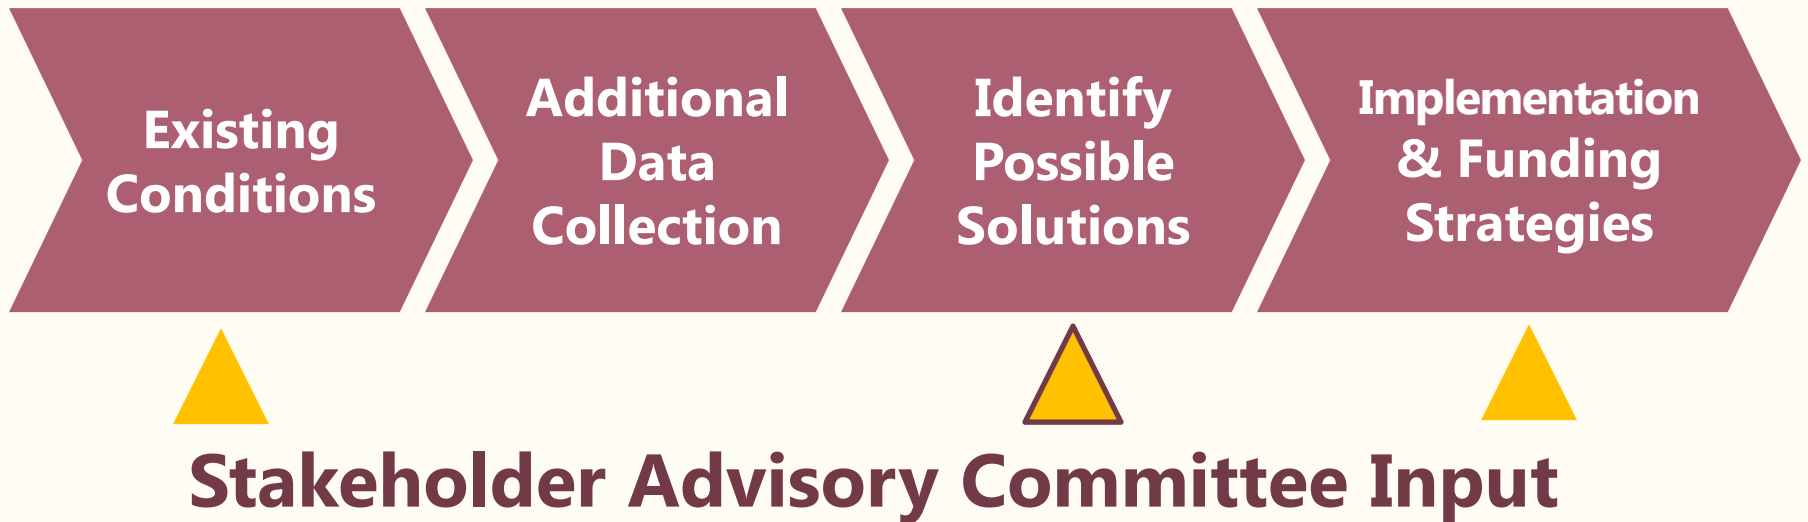 Existing
Conditions
Additional
Data
Collection
Identify
Possible
Solutions
Implementation
& Funding
Strategies
Stakeholder Advisory Committee Input